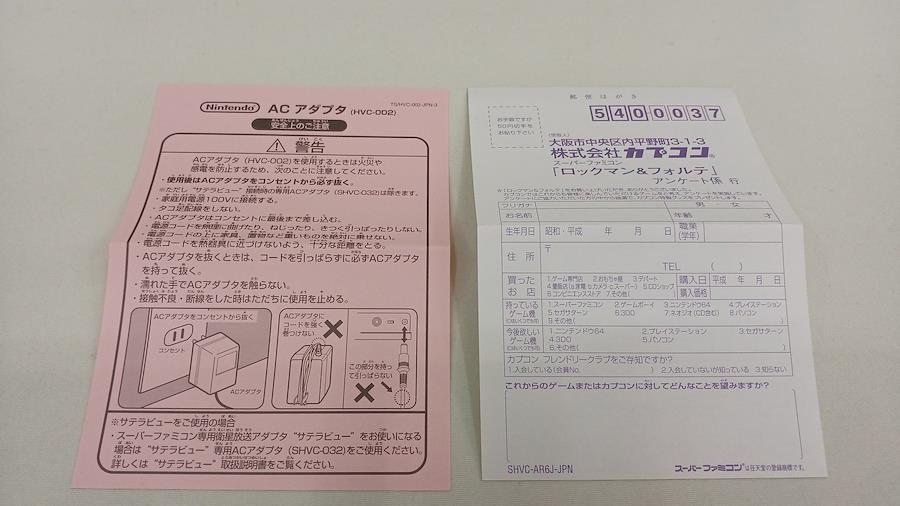 Nintendo ACアダプタ(HVC-002)
TS/HVC-002-JPN-3
安全上のご注意
警告
ACアダプタ(HVC-002)を使用するときは火災や
感電を防止するため、次のことに注意してください。
・使用後はACアダプタをコンセントから必ず抜く。
※ただし"サテラビュー"接続時の専用ACアダプタ(SHVC-032)は除きます。
・家庭用電源100Vに接続する。
・タコ足配線をしない。
・ACアダプタはコンセントに最後まで差し込む。
・電源コードを無理に曲げたり、ねじったり、きつく引っぱったりしない。
・電源コードの上に家具、置物など重いものを絶対に乗せない。
・電源コードを熱器具に近づけないよう、十分な距離をとる。
・ACアダプタを抜くときは、コードを引っぱらずに必ずACアダプタ
を持って抜く。
・濡れた手でACアダプタを触らない。
・接触不良・断線をした時はただちに使用を止める。
ACアダプタをコンセントから抜く
コンセント
ACアダプタ
ACアダプタに
コードを強く
巻つけない
この部分を持っ
て引っぱらない
※サテラビューをご使用の場合
・スーパーファミコン専用衛星放送アダプタ"サテラビュー"をお使いになる
場合は"サテラビュー"専用ACアダプタ(SHVC-032)をご使用ください。
詳しくは"サテラビュー"取扱説明書をご覧ください。
郵便はがき
お手数ですが
50円切手を
お貼り下さい
5400037
(受取人)
大阪市中央区内平野町3-1-3
株式会社カプコン®
スーパーファミコン
「ロックマン&フォルテ」
アンケート係 行
フリガナ
男・女
お名前
年齢 才
生年月日 昭和・平成 年 月 日
職業
(学年)
住所 〒
TEL ( )
買った
お店
1.ゲーム専門店 2.おもちゃ屋 3.デパート
4.量販店(a.家電 b.カメラ c.スーパー) 5.CDショップ
6.コンビニエンスストア 7.その他( )
購入日 平成 年 月 日
購入価格
持っている
ゲーム機
1.スーパーファミコン 2.ゲームボーイ 3.ニンテンドウ64 4.プレイステーション
5.セガサターン 6.3DO 7.ネオジオ(CD含む) 8.パソコン
9.その他( )
今後欲しい
ゲーム機
1.ニンテンドウ64 2.プレイステーション 3.セガサターン
4.3DO 5.パソコン
6.その他( )
カプコン フレンドリークラブをご存知ですか?
1.入会している(会員No. ) 2.入会していないが知っている 3.知らない
これからのゲームまたはカプコンに対してどんなことを望みますか?
SHVC-AR6J-JPN
スーパーファミコンは任天堂の登録商標です。